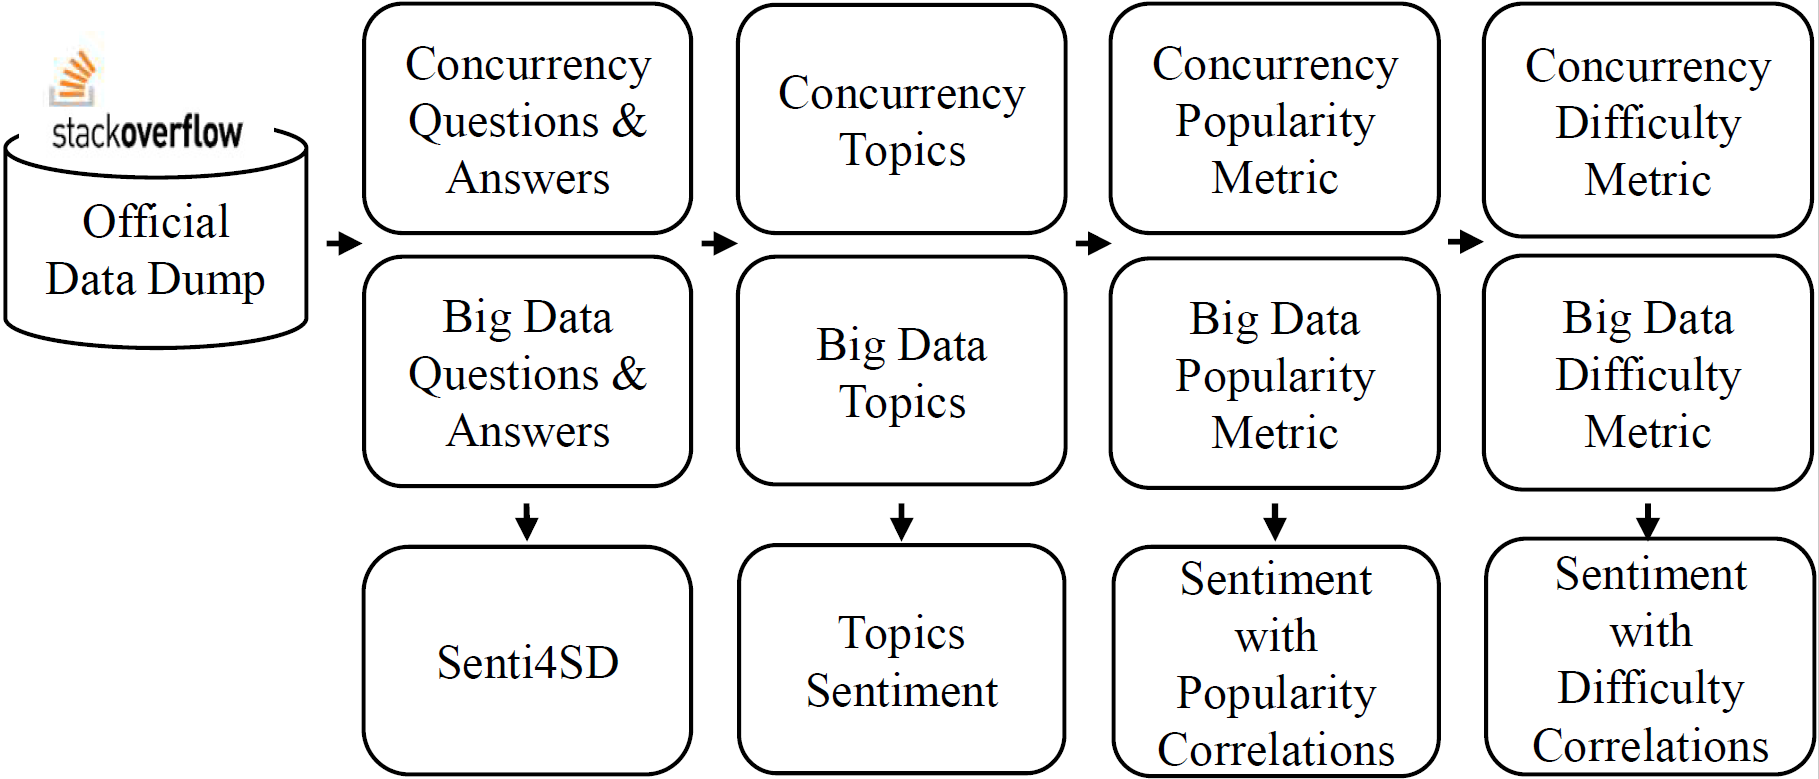 stackoverflow
Official
Data Dump
Concurrency
Questions &
Answers
Big Data
Questions &
Answers
Senti4SD
Concurrency
Topics
Big Data
Topics
Topics
Sentiment
Concurrency
Popularity
Metric
Big Data
Popularity
Metric
Sentiment
with
Popularity
Correlations
Concurrency
Difficulty
Metric
Big Data
Difficulty
Metric
Sentiment
with
Difficulty
Correlations